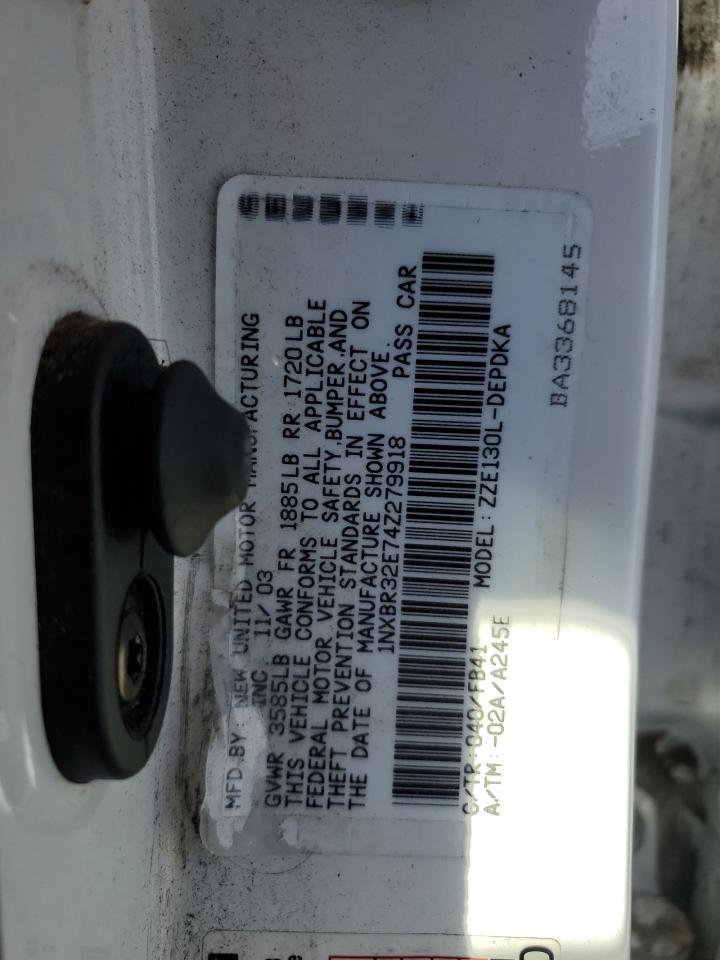 MFD.BY: NEW UNITED MOTOR MANUFACTURING
INC. 11/03
GVWR 3585LB GAWR FR 1885LB RR 1720LB
THIS VEHICLE CONFORMS TO ALL APPLICABLE
FEDERAL MOTOR VEHICLE SAFETY,BUMPER,AND
THEFT PREVENTION STANDARDS IN EFFECT ON
THE DATE OF MANUFACTURE SHOWN ABOVE.
1NXBR32E74Z279918 PASS CAR
C/TR:040/FB41 MODEL:ZZE130L-DEPDKA
A/TM:-02A/A245E
BA3368145